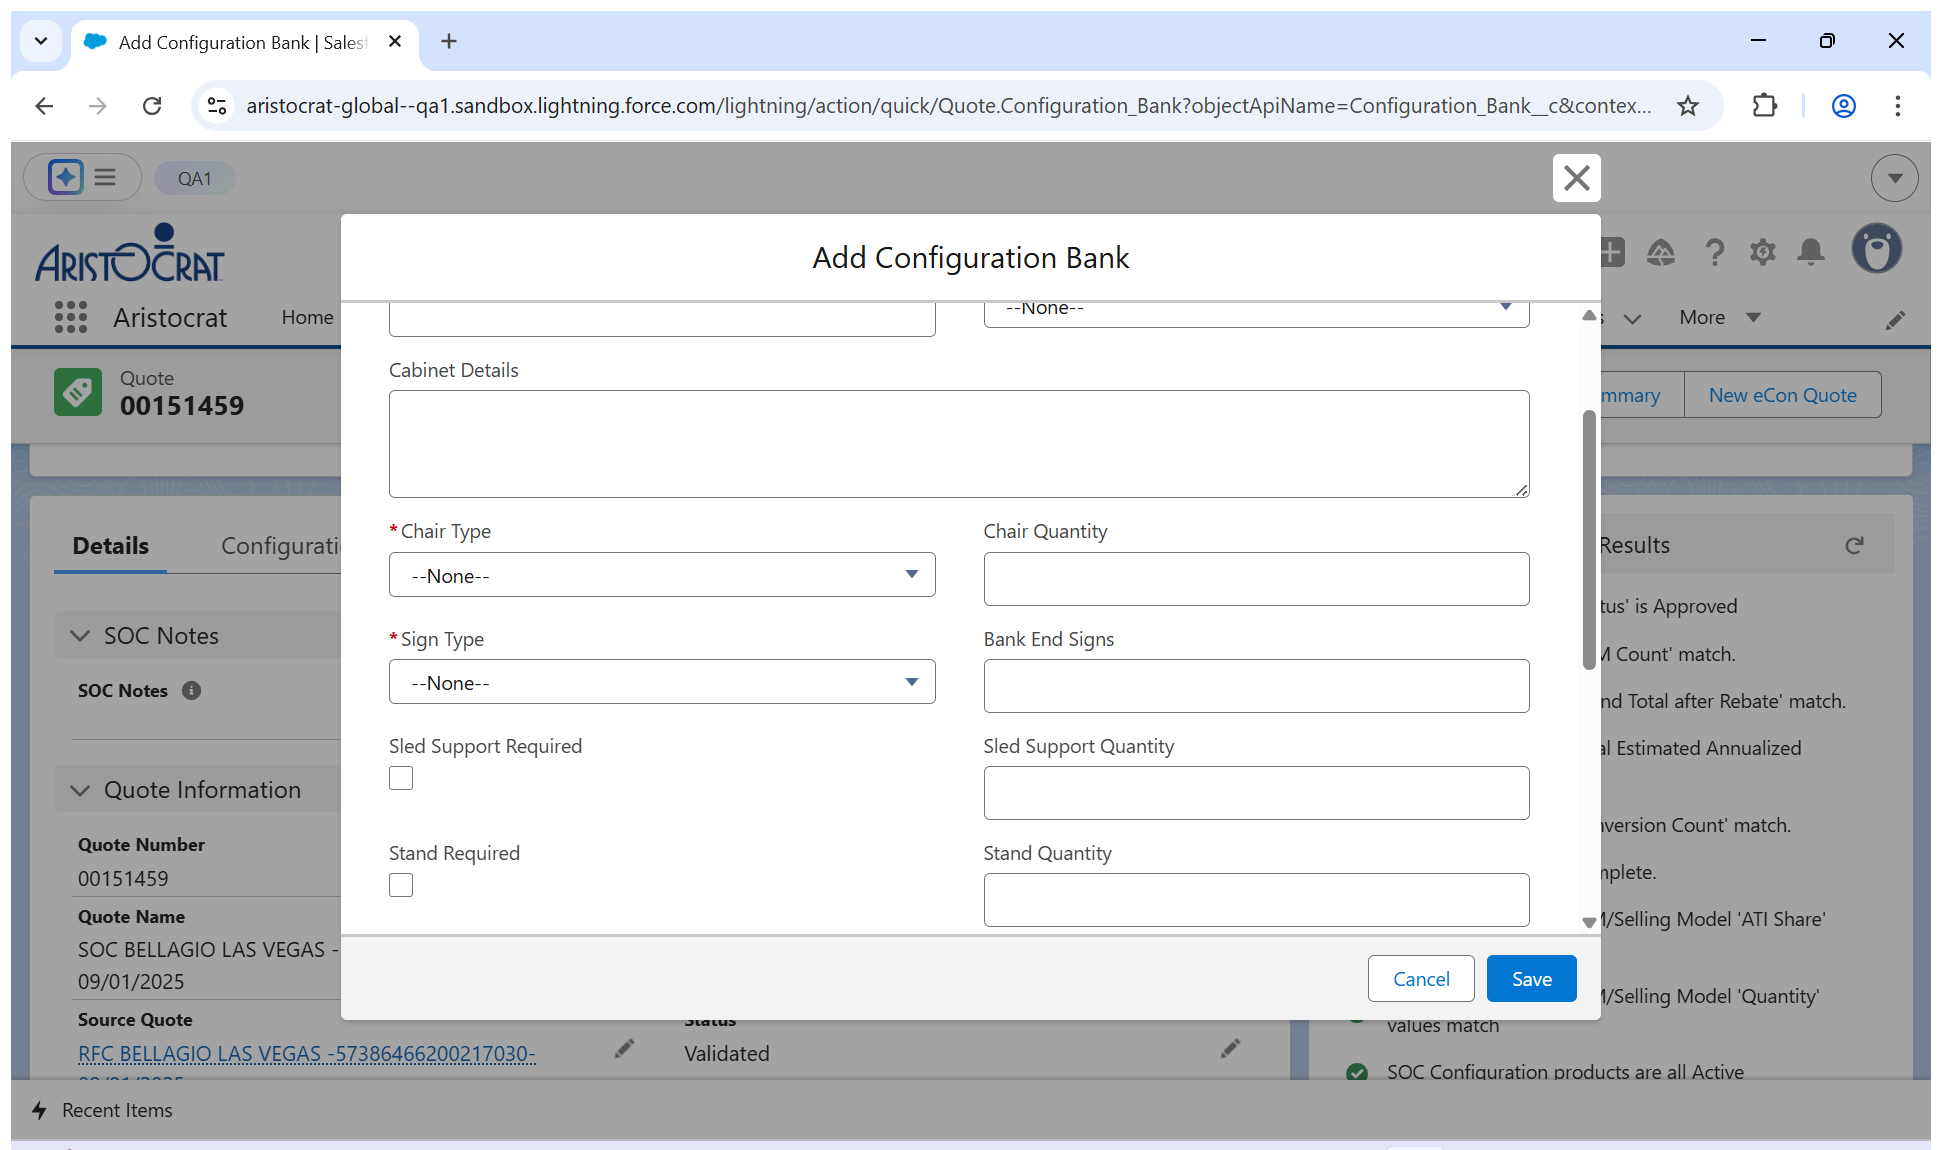 Add Configuration Bank | Salesf
aristocrat-global--qa1.sandbox.lightning.force.com/lightning/action/quick/Quote.Configuration_Bank?objectApiName=Configuration_Bank__c&contex...
QA1
ARISTOCRAT
Aristocrat
Home
More
Quote
00151459
mmary
New eCon Quote
Add Configuration Bank
--None--
Cabinet Details
*Chair Type
Chair Quantity
--None--
*Sign Type
Bank End Signs
--None--
Sled Support Required
Sled Support Quantity
Stand Required
Stand Quantity
Cancel
Save
Details
Configurati
SOC Notes
SOC Notes
Quote Information
Quote Number
00151459
Quote Name
SOC BELLAGIO LAS VEGAS -
09/01/2025
Source Quote
RFC BELLAGIO LAS VEGAS -57386466200217030-
09/01/2025
Status
Validated
Results
tus' is Approved
M Count' match.
nd Total after Rebate' match.
al Estimated Annualized
nversion Count' match.
mplete.
M/Selling Model 'ATI Share'
M/Selling Model 'Quantity'
values match
SOC Configuration products are all Active
Recent Items